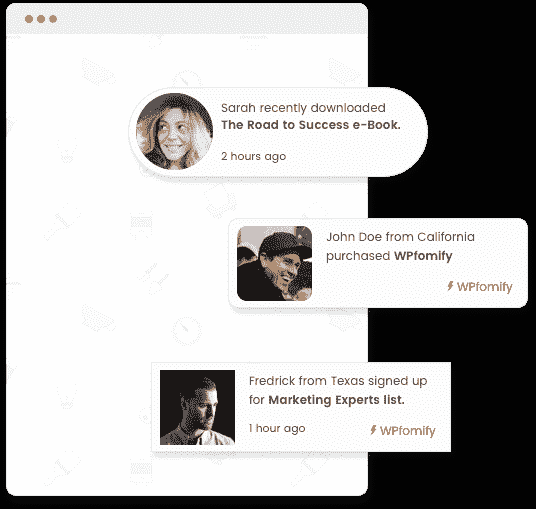 Sarah recently downloaded
The Road to Success e-Book.
2 hours ago
John Doe from California
purchased WPfomify
WPfomify
Fredrick from Texas signed up
for Marketing Experts list.
1 hour ago
WPfomify